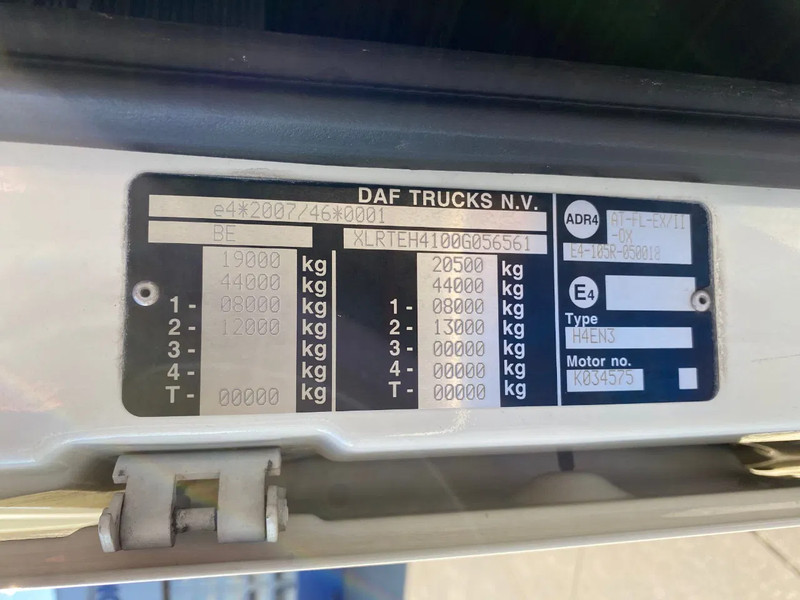 DAF TRUCKS N.V.
e4*2007/46*0001
BE XLRTEH4100G056561
19000 kg 20500 kg
44000 kg 44000 kg
1 - 08000 kg 1 - 08000 kg
2 - 12000 kg 2 - 13000 kg
3 - kg 3 - 00000 kg
4 - kg 4 - 00000 kg
T - 00000 kg T - 00000 kg
ADR4 AT-FL-EX/II
-OX
E4-105R-050018
E4
Type
H4EN3
Motor no.
K034575